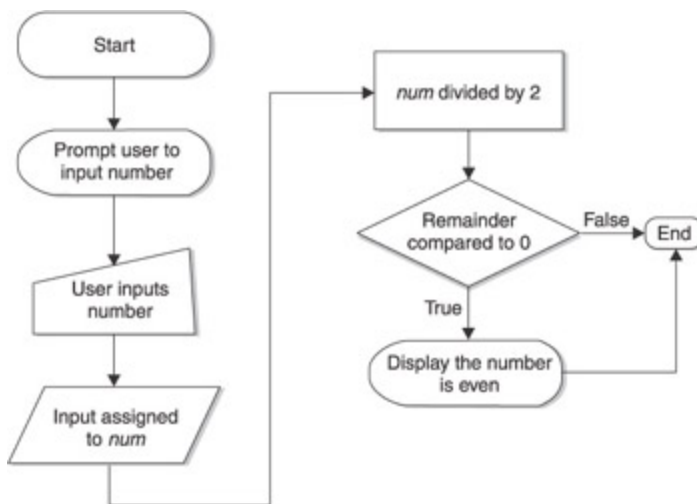 Start
Prompt user to
input number
User inputs
number
Input assigned
to num
num divided by 2
Remainder
compared to 0
False
End
True
Display the number
is even